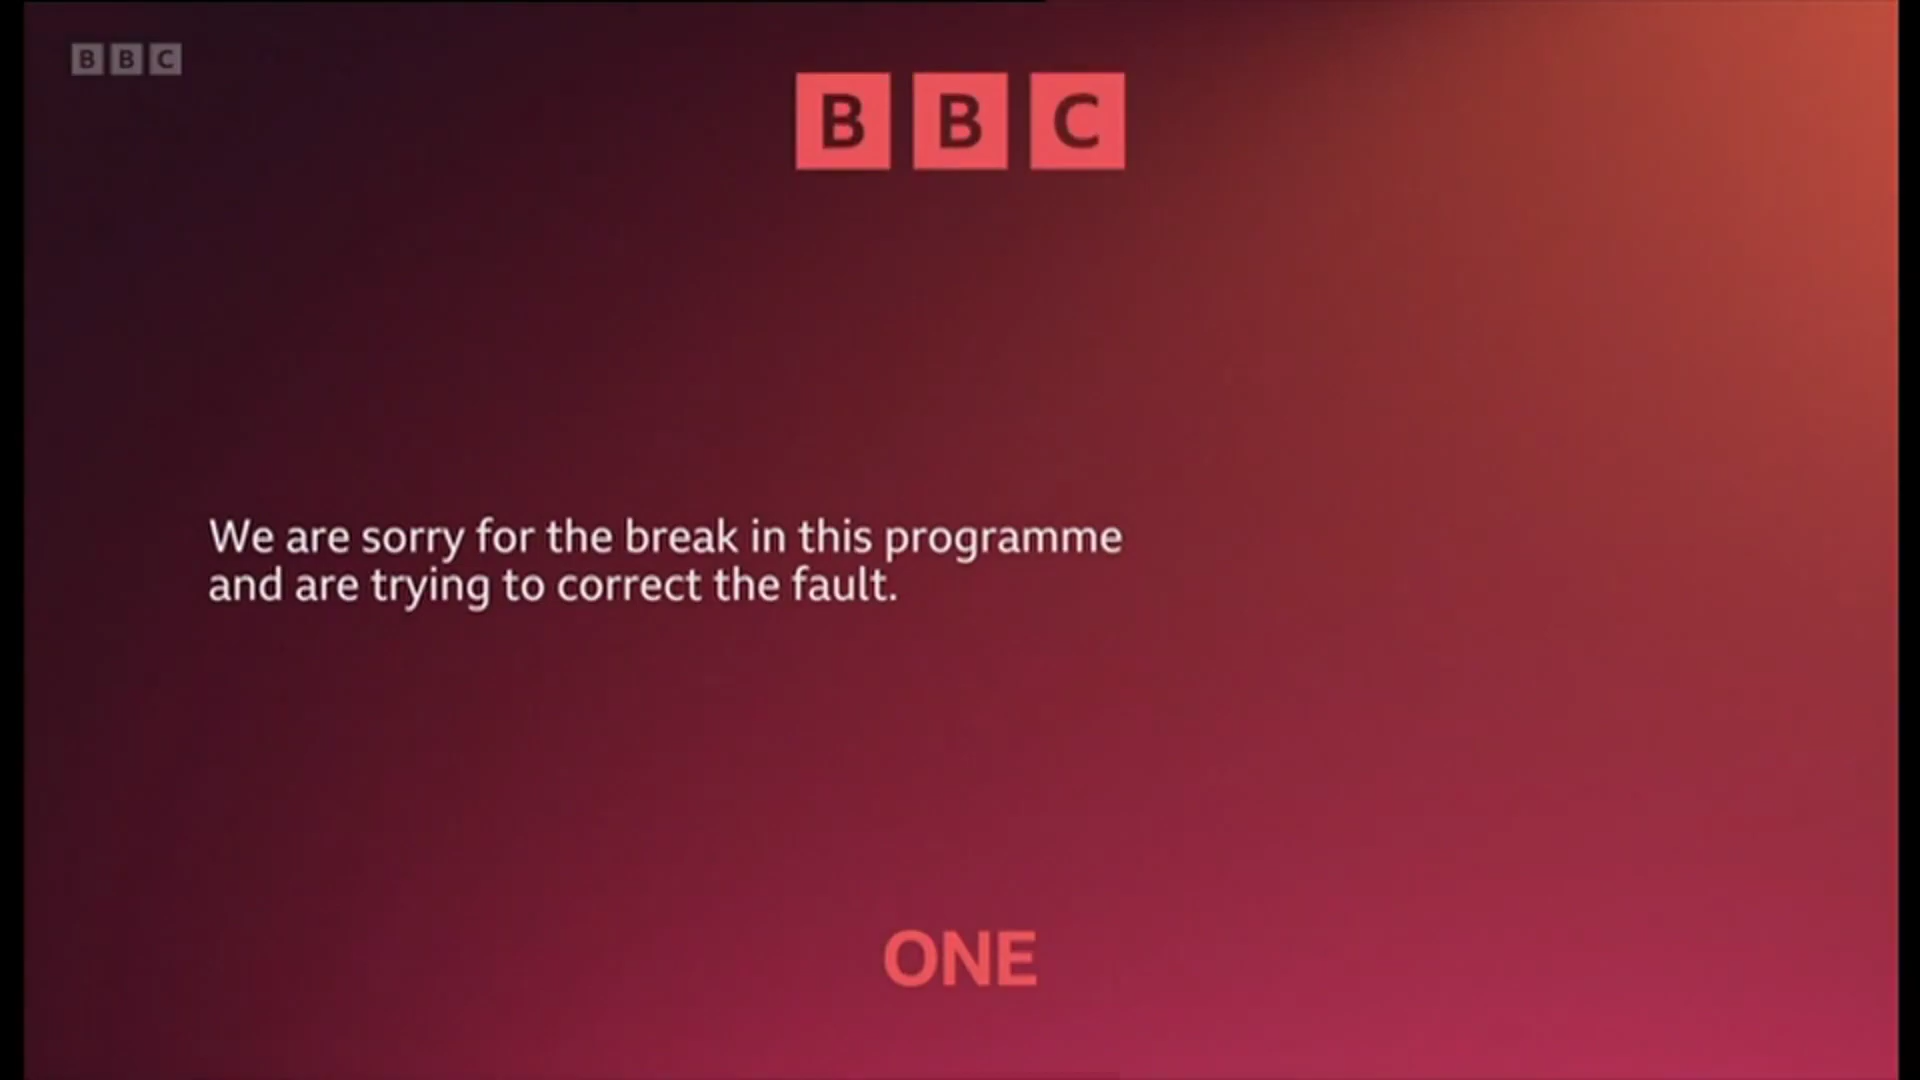 BBC
BBC
We are sorry for the break in this programme
and are trying to correct the fault.
ONE